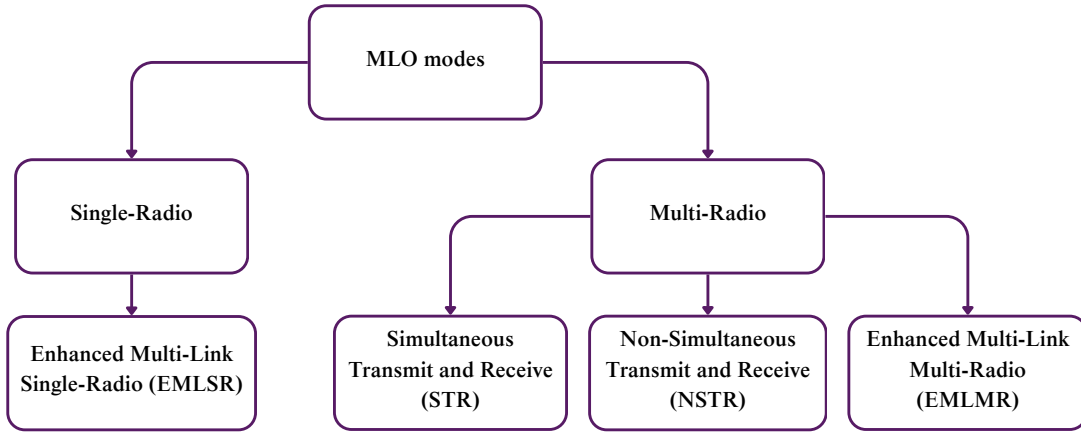 MLO modes
Single-Radio
Multi-Radio
Enhanced Multi-Link
Single-Radio (EMLSR)
Simultaneous
Transmit and Receive
(STR)
Non-Simultaneous
Transmit and Receive
(NSTR)
Enhanced Multi-Link
Multi-Radio
(EMLMR)